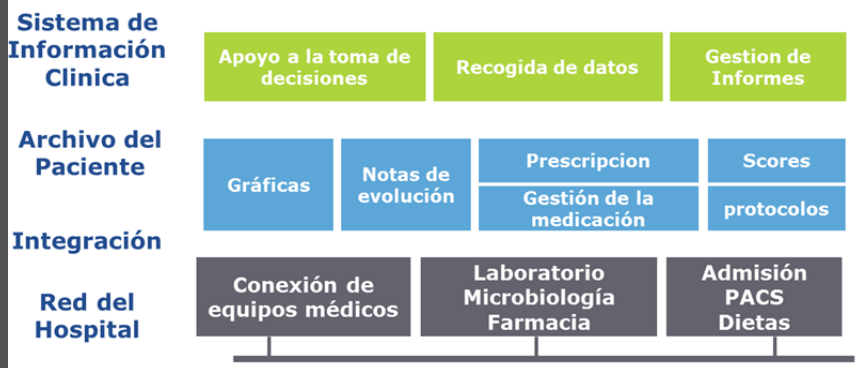 Sistema de
Información
Clinica
Apoyo a la toma de
decisiones
Recogida de datos
Gestion de
Informes
Archivo del
Paciente
Gráficas
Notas de
evolución
Prescripcion
Gestión de la
medicación
Scores
protocolos
Integración
Red del
Hospital
Conexión de
equipos médicos
Laboratorio
Microbiología
Farmacia
Admisión
PACS
Dietas